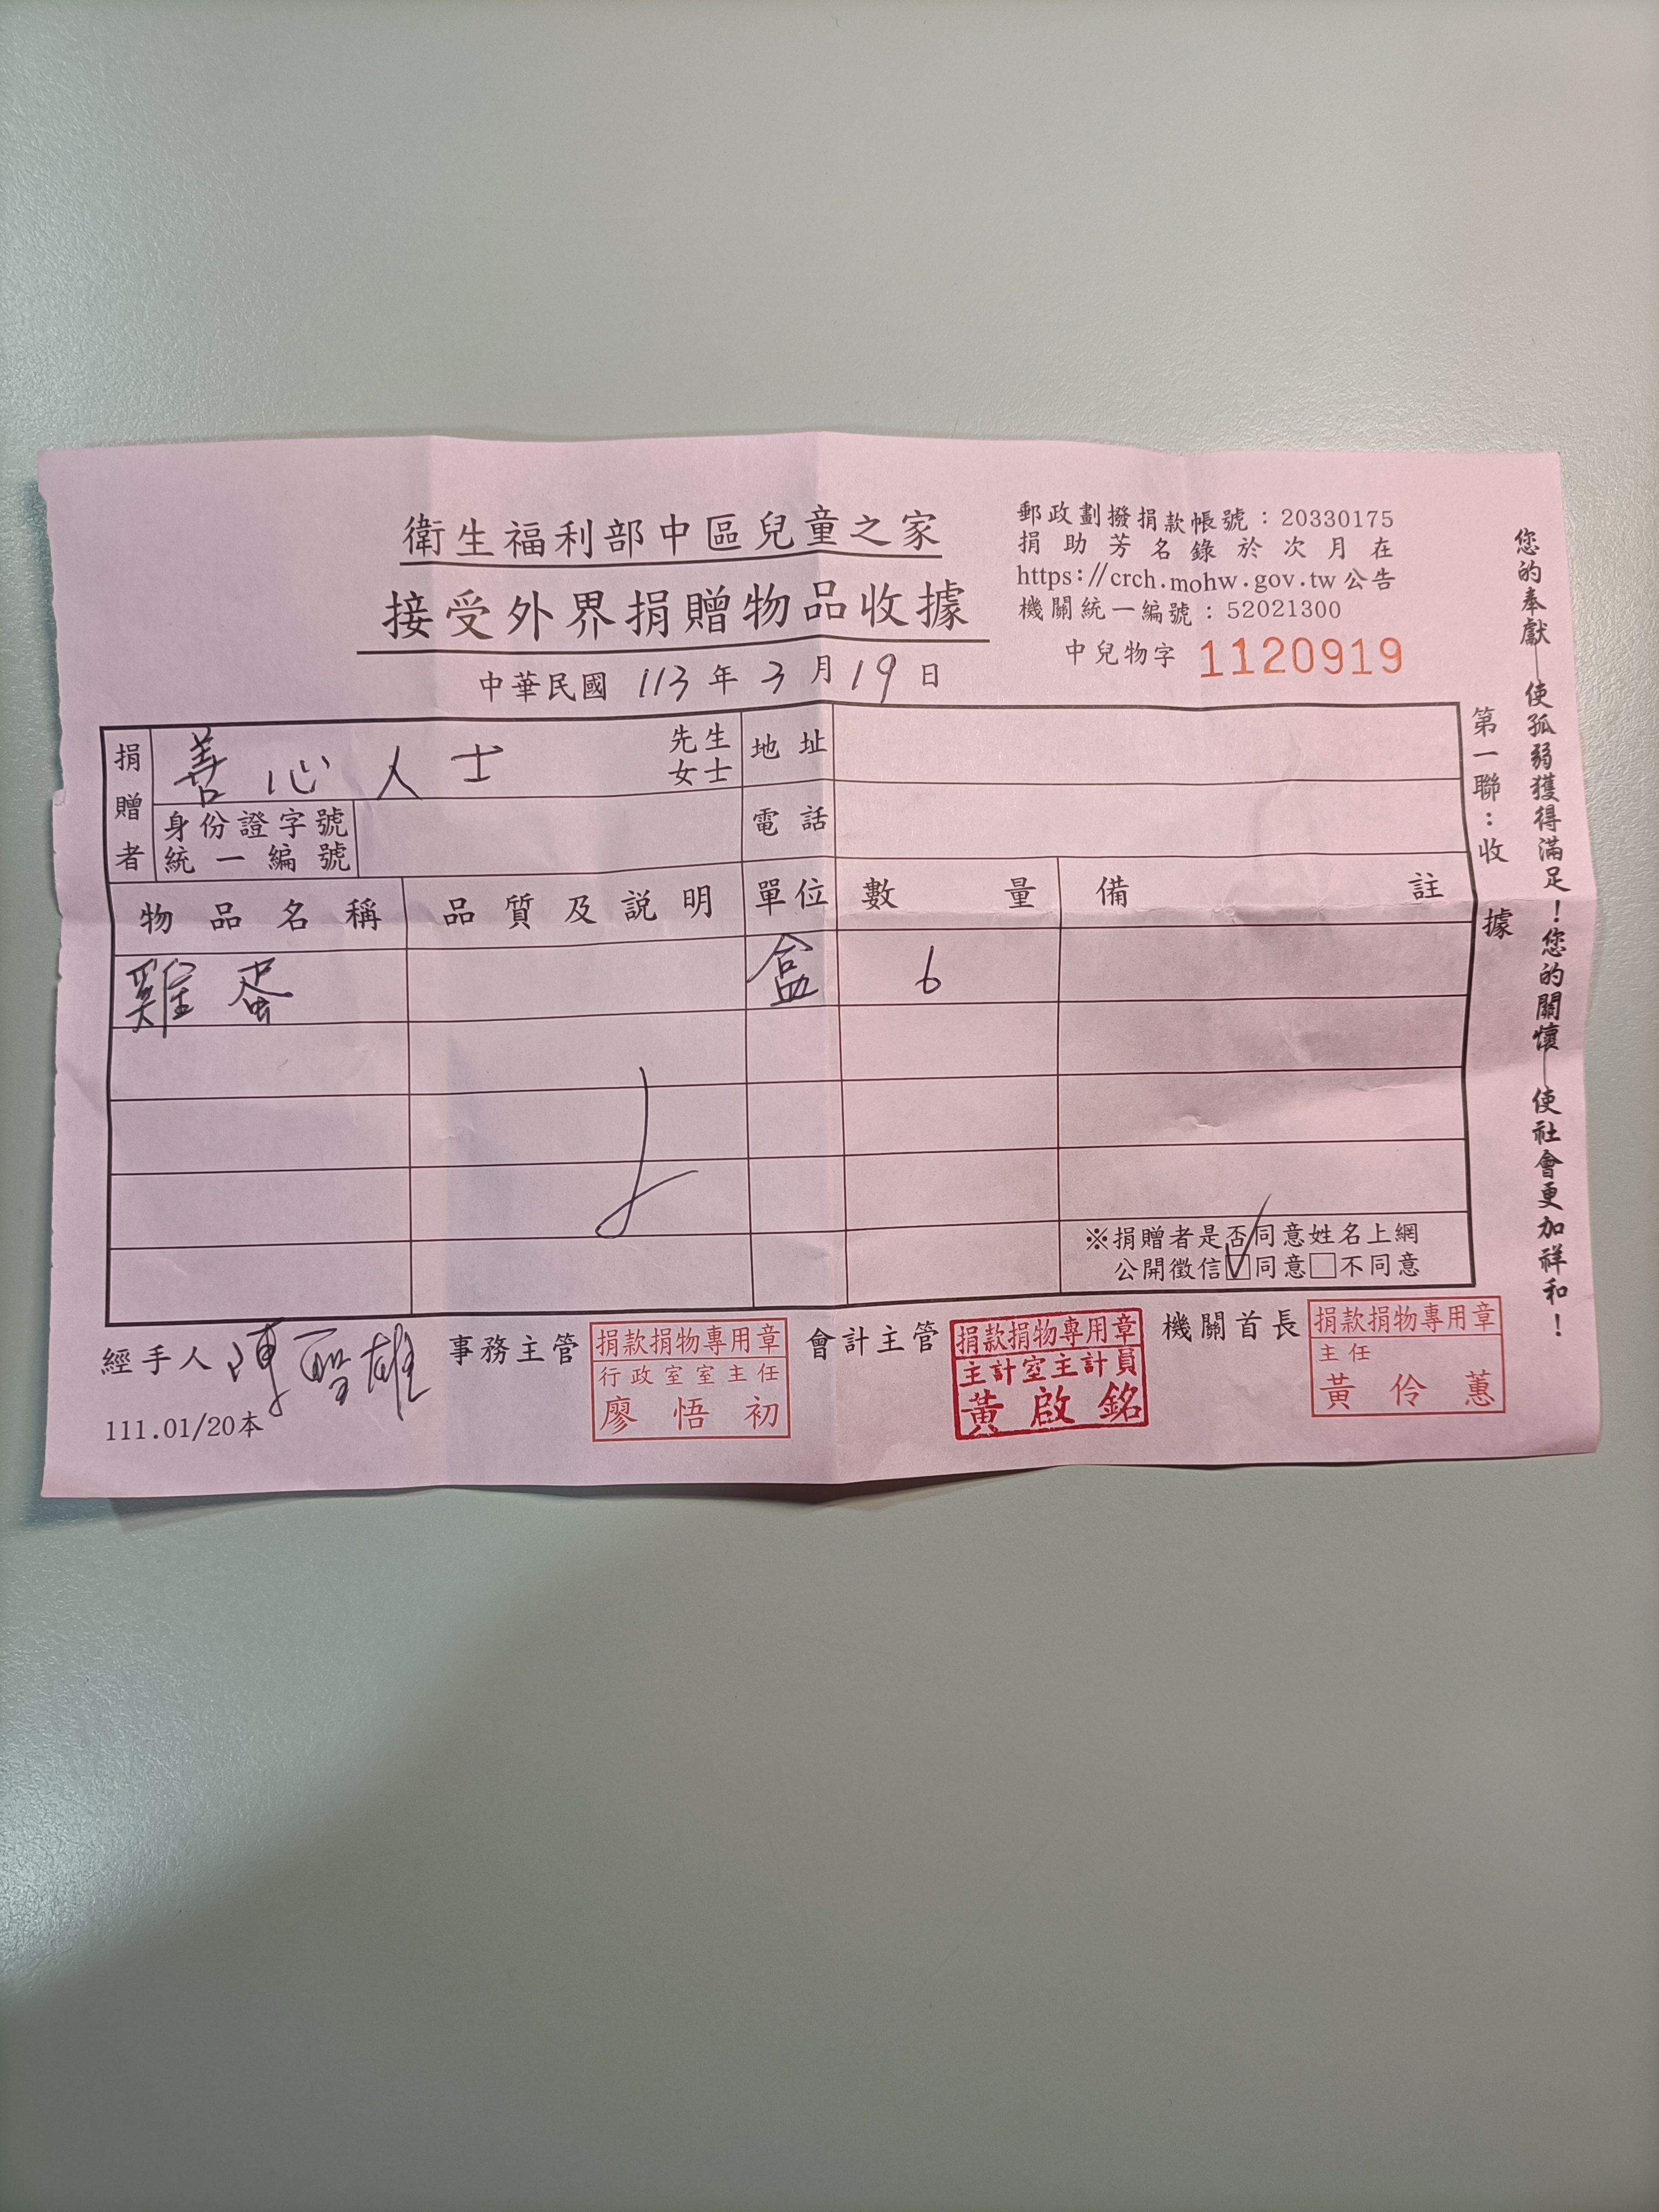 衛生福利部中區兒童之家
接受外界捐贈物品收據
中華民國 113 年 3 月 19 日
郵政劃撥捐款帳號：20330175
捐助芳名錄於次月在
https://crch.mohw.gov.tw公告
機關統一編號：52021300
中兒物字 1120919
捐贈者 善心人士 先生
女士
地址
身份證字號
統一編號
電話
物品名稱 品質及説明 單位 數量 備註
雞蛋 盒 6
※捐贈者是否同意姓名上網
公開徵信☑同意□不同意
經手人
事務主管
捐款捐物專用章
行政室室主任
廖悟初
會計主管
捐款捐物專用章
主計室主計員
黃啟銘
機關首長
捐款捐物專用章
主任
黃伶蕙
111.01/20本
第一聯：收據
您的奉獻—使孤弱獲得滿足！您的關懷—使社會更加祥和！